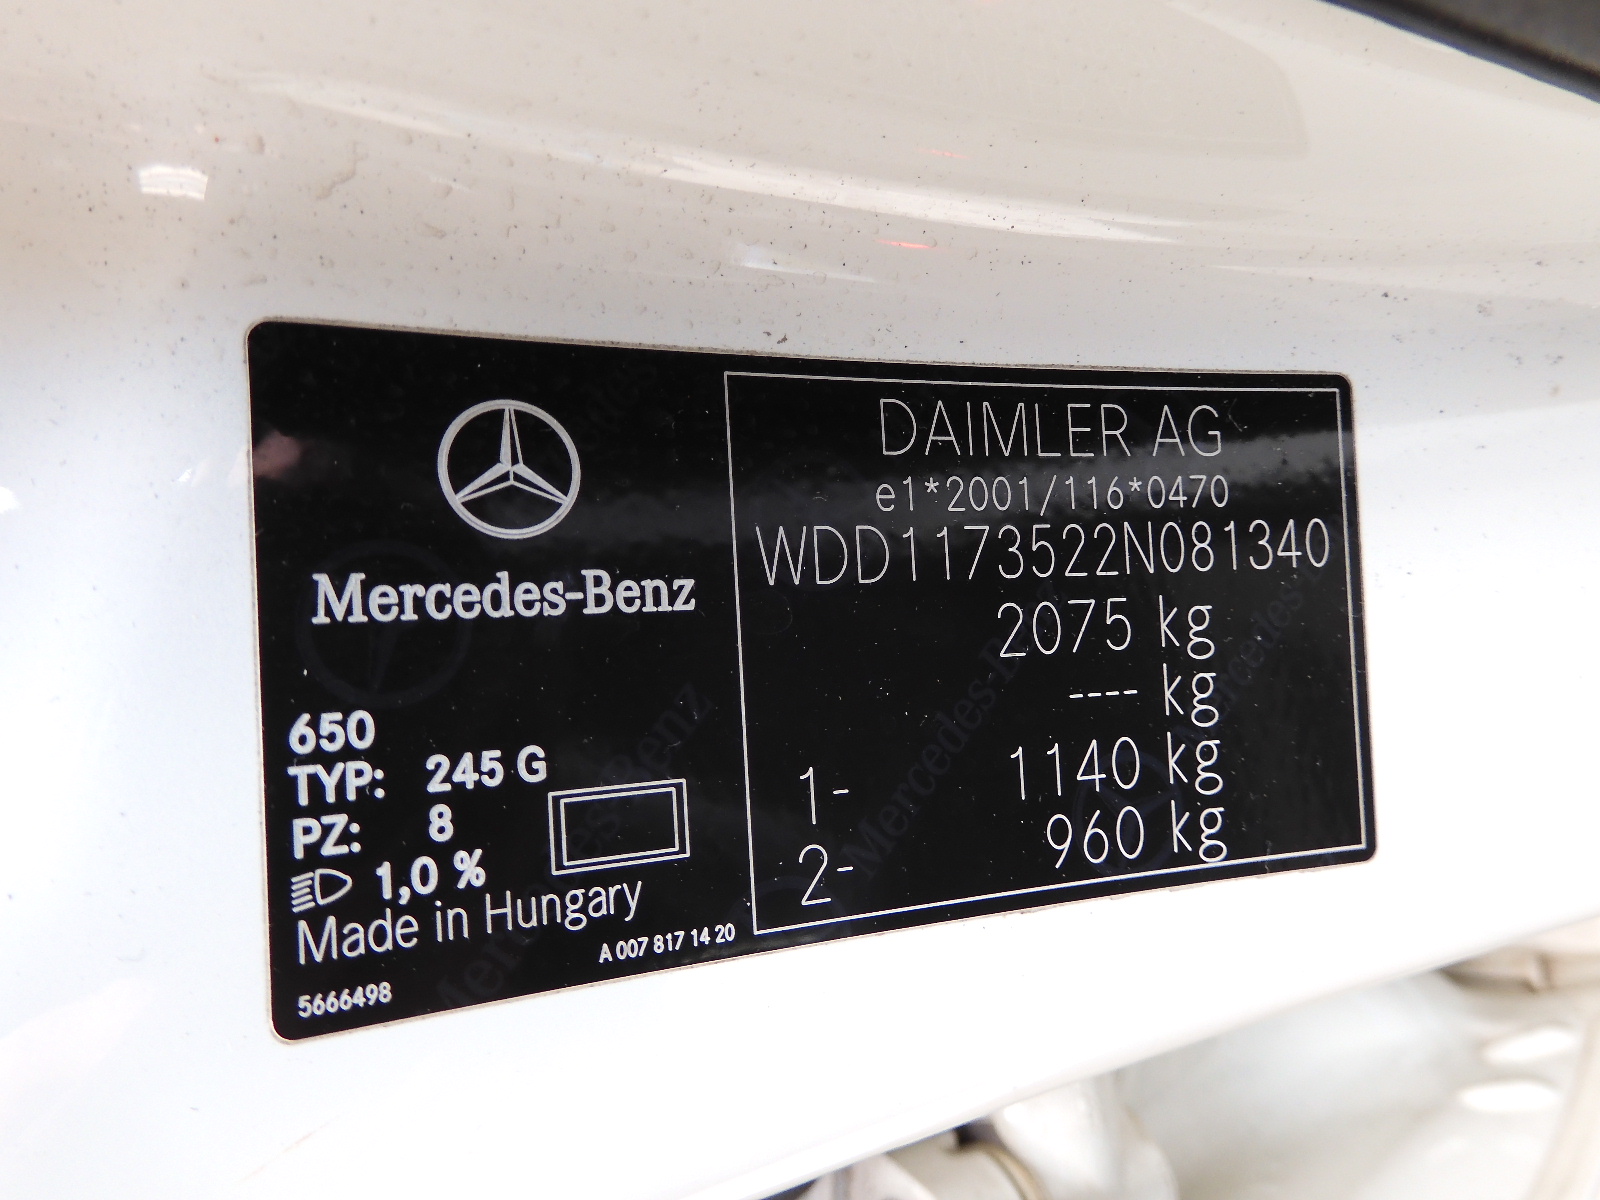 Mercedes-Benz
650
TYP: 245 G
PZ: 8
1,0 %
Made in Hungary
A 007 817 14 20
5666498
DAIMLER AG
e1*2001/116*0470
WDD1173522N081340
2075 kg
---- kg
1- 1140 kg
2- 960 kg